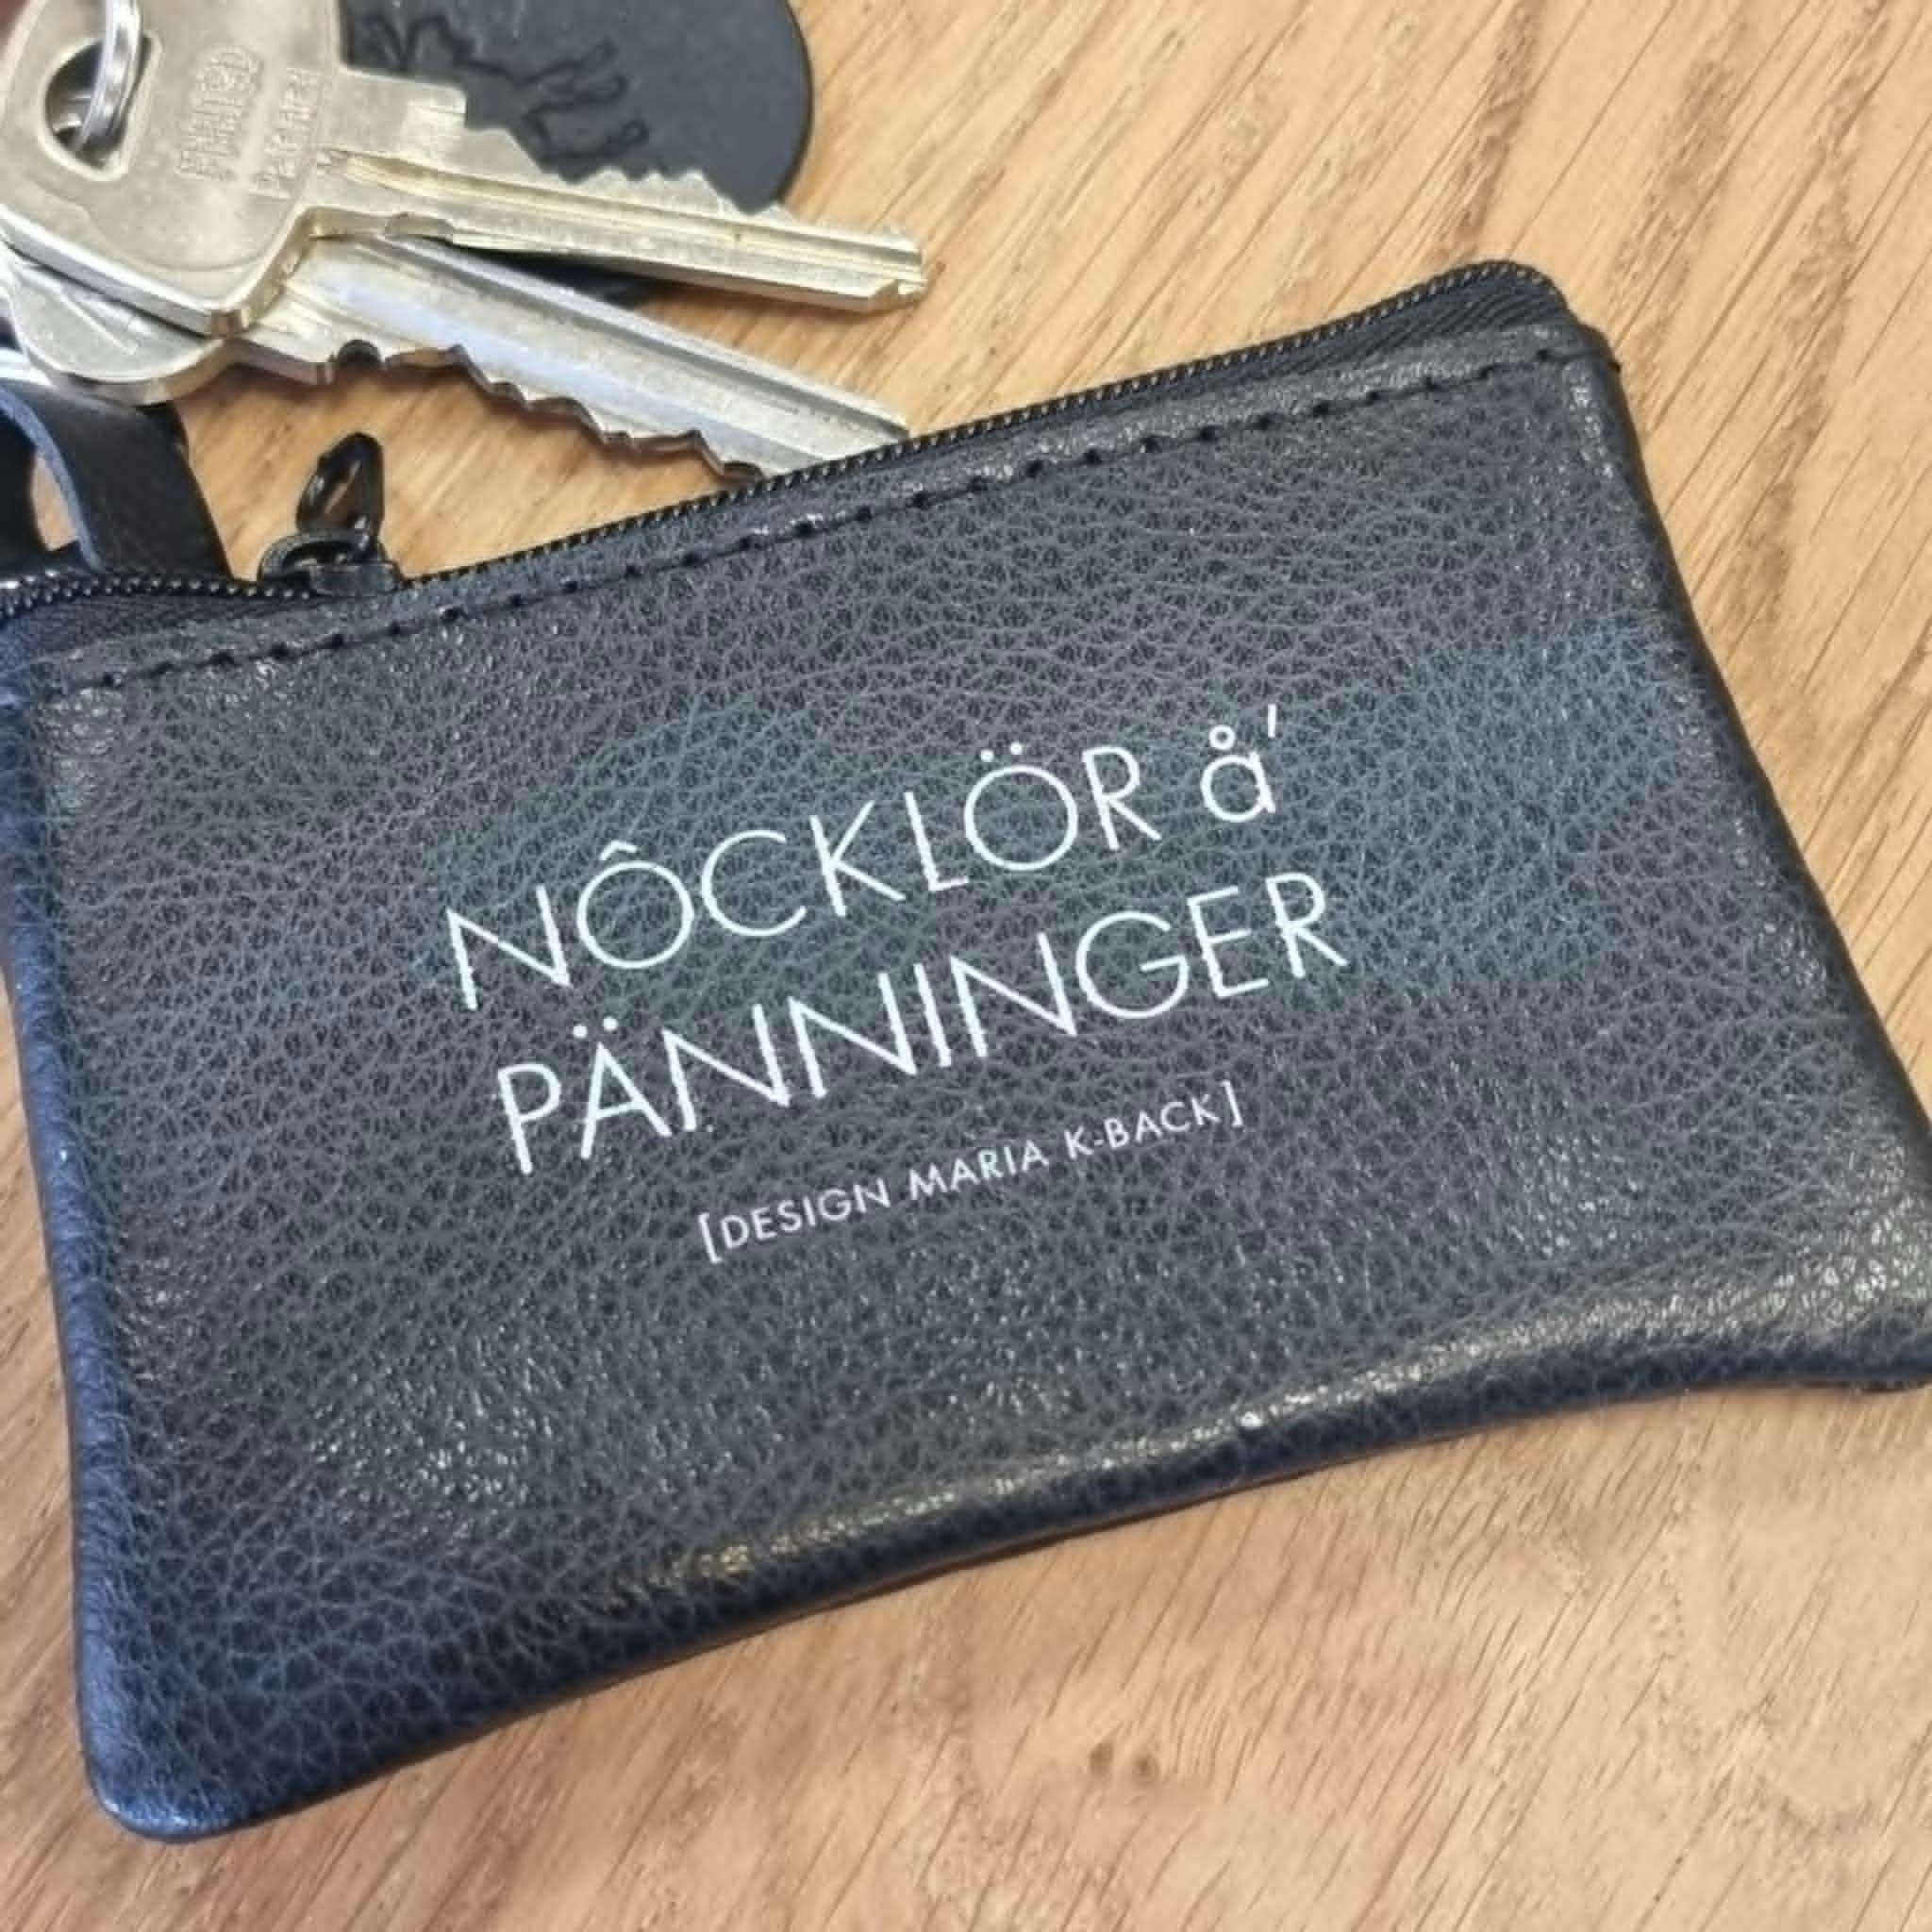 NÔCKLÖR å'
PÄNNINGER
[DESIGN MARIA K-BACK]